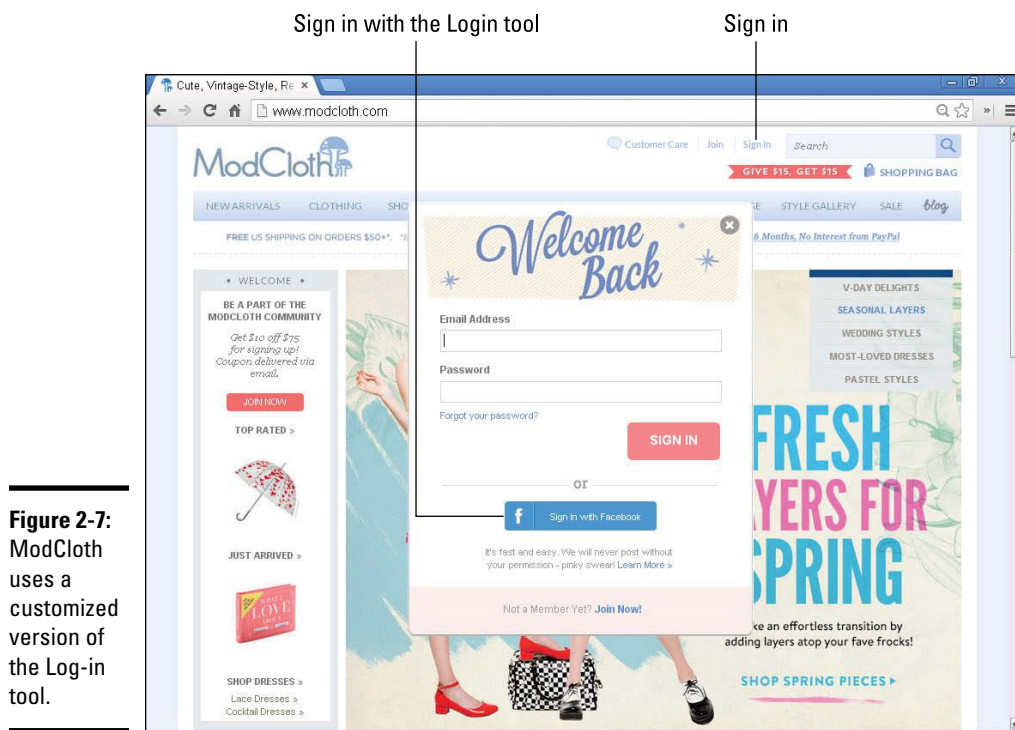 Sign in with the Login tool
Sign in
Cute, Vintage-Style, Re
www.modcloth.com
ModCloth
Customer Care
Join
Sign In
Search
GIVE $15, GET $15
SHOPPING BAG
NEW ARRIVALS
CLOTHING
SHO
GE
STYLE GALLERY
SALE
blog
FREE US SHIPPING ON ORDERS $50+*.
6 Months, No Interest from PayPal
WELCOME
BE A PART OF THE
MODCLOTH COMMUNITY
Get $10 off $75
for signing up!
Coupon delivered via
email.
JOIN NOW
TOP RATED »
JUST ARRIVED »
WHAT I
LOVE
ABOUT
SHOP DRESSES »
Lace Dresses »
Cocktail Dresses »
Welcome
Back
Email Address
Password
Forgot your password?
SIGN IN
or
f Sign In with Facebook
It's fast and easy. We will never post without
your permission - pinky swear! Learn More »
Not a Member Yet? Join Now!
V-DAY DELIGHTS
SEASONAL LAYERS
WEDDING STYLES
MOST-LOVED DRESSES
PASTEL STYLES
FRESH
YERS FOR
SPRING
ke an effortless transition by
adding layers atop your fave frocks!
SHOP SPRING PIECES
Figure 2-7:
ModCloth
uses a
customized
version of
the Log-in
tool.